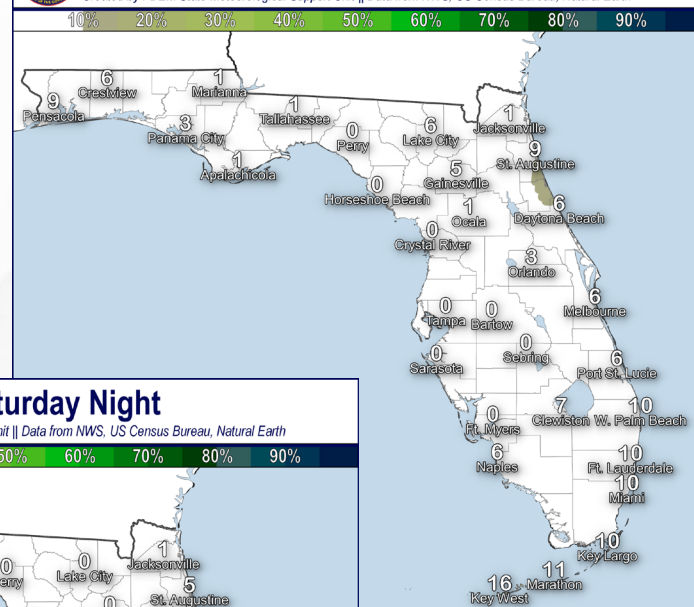 10% 20% 30% 40% 50% 60% 70% 80% 90%
6
Crestview
1
Marianna
9
Pensacola
3
Panama City
1
Tallahassee
0
Perry
6
Lake City
1
Jacksonville
1
Apalachicola
9
St. Augustine
5
Gainesville
0
Horseshoe Beach
1
Ocala
6
Daytona Beach
0
Crystal River
3
Orlando
6
Melbourne
0
Tampa
0
Bartow
0
Sebring
0
Sarasota
6
Port St. Lucie
7
Clewiston
10
W. Palm Beach
0
Ft. Myers
6
Naples
10
Ft. Lauderdale
10
Miami
10
Key Largo
11
Marathon
16
Key West
turday Night
nit || Data from NWS, US Census Bureau, Natural Earth
50% 60% 70% 80% 90%
1
Jacksonville
0
Lake City
0
erry
5
St. Augustine
0